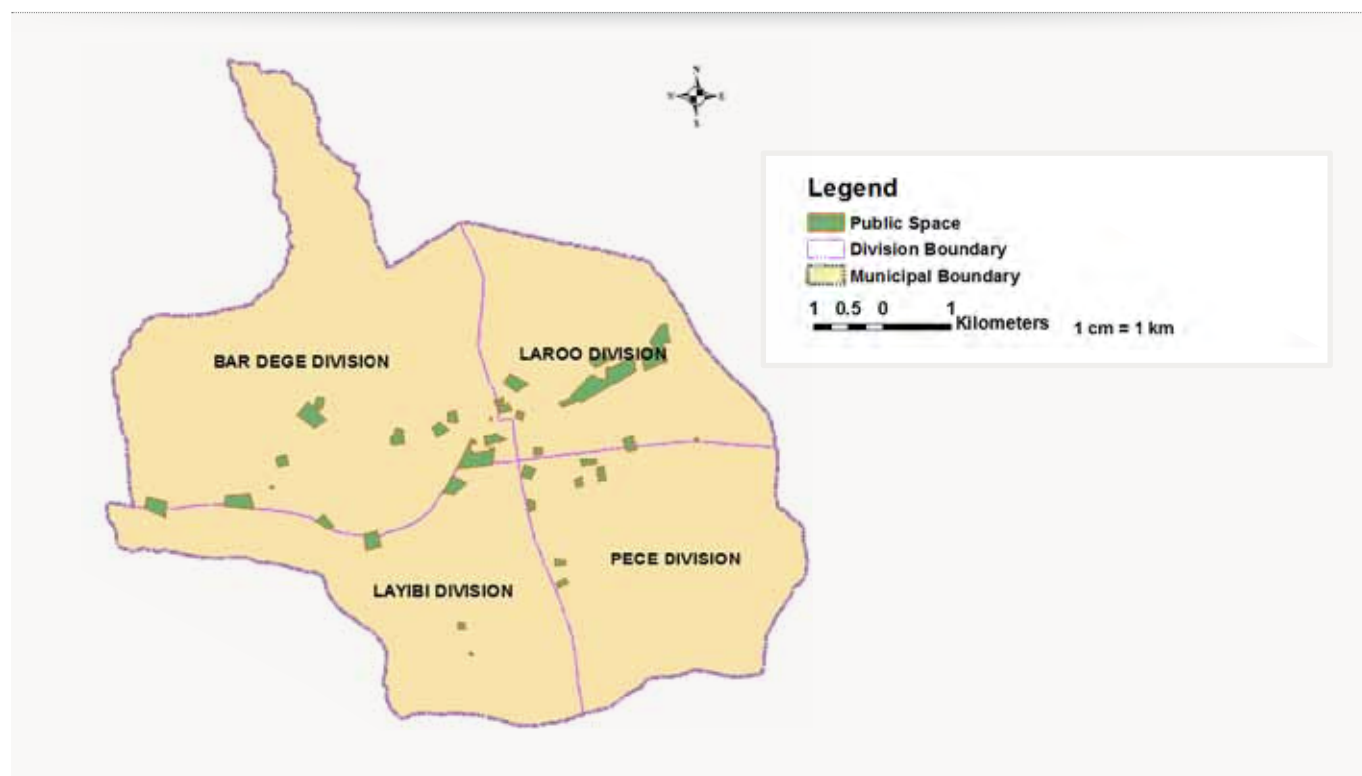 N
E
S
Legend
Public Space
Division Boundary
Municipal Boundary
1 0.5 0 1
Kilometers 1 cm = 1 km
BAR DEGE DIVISION
LAROO DIVISION
PECE DIVISION
LAYIBI DIVISION